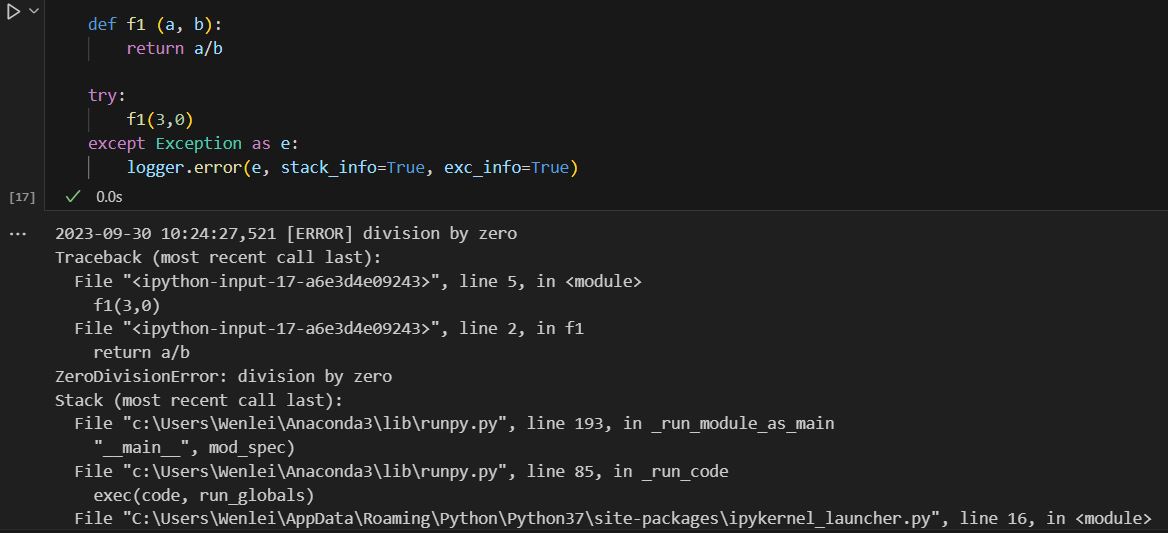 def f1 (a, b):
    return a/b
try:
    f1(3,0)
except Exception as e:
    logger.error(e, stack_info=True, exc_info=True)
[17] 0.0s
2023-09-30 10:24:27,521 [ERROR] division by zero
Traceback (most recent call last):
  File "<ipython-input-17-a6e3d4e09243>", line 5, in <module>
    f1(3,0)
  File "<ipython-input-17-a6e3d4e09243>", line 2, in f1
    return a/b
ZeroDivisionError: division by zero
Stack (most recent call last):
  File "c:\Users\Wenlei\Anaconda3\lib\runpy.py", line 193, in _run_module_as_main
    "__main__", mod_spec)
  File "c:\Users\Wenlei\Anaconda3\lib\runpy.py", line 85, in _run_code
    exec(code, run_globals)
  File "C:\Users\Wenlei\AppData\Roaming\Python\Python37\site-packages\ipykernel_launcher.py", line 16, in <module>